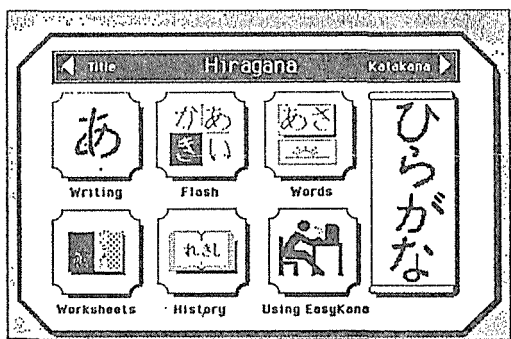 Title Hiragana Katakana
あ
かあ
きい
あさ
Writing Flash Words
れきし
Worksheets History Using EasyKana
ひらがな